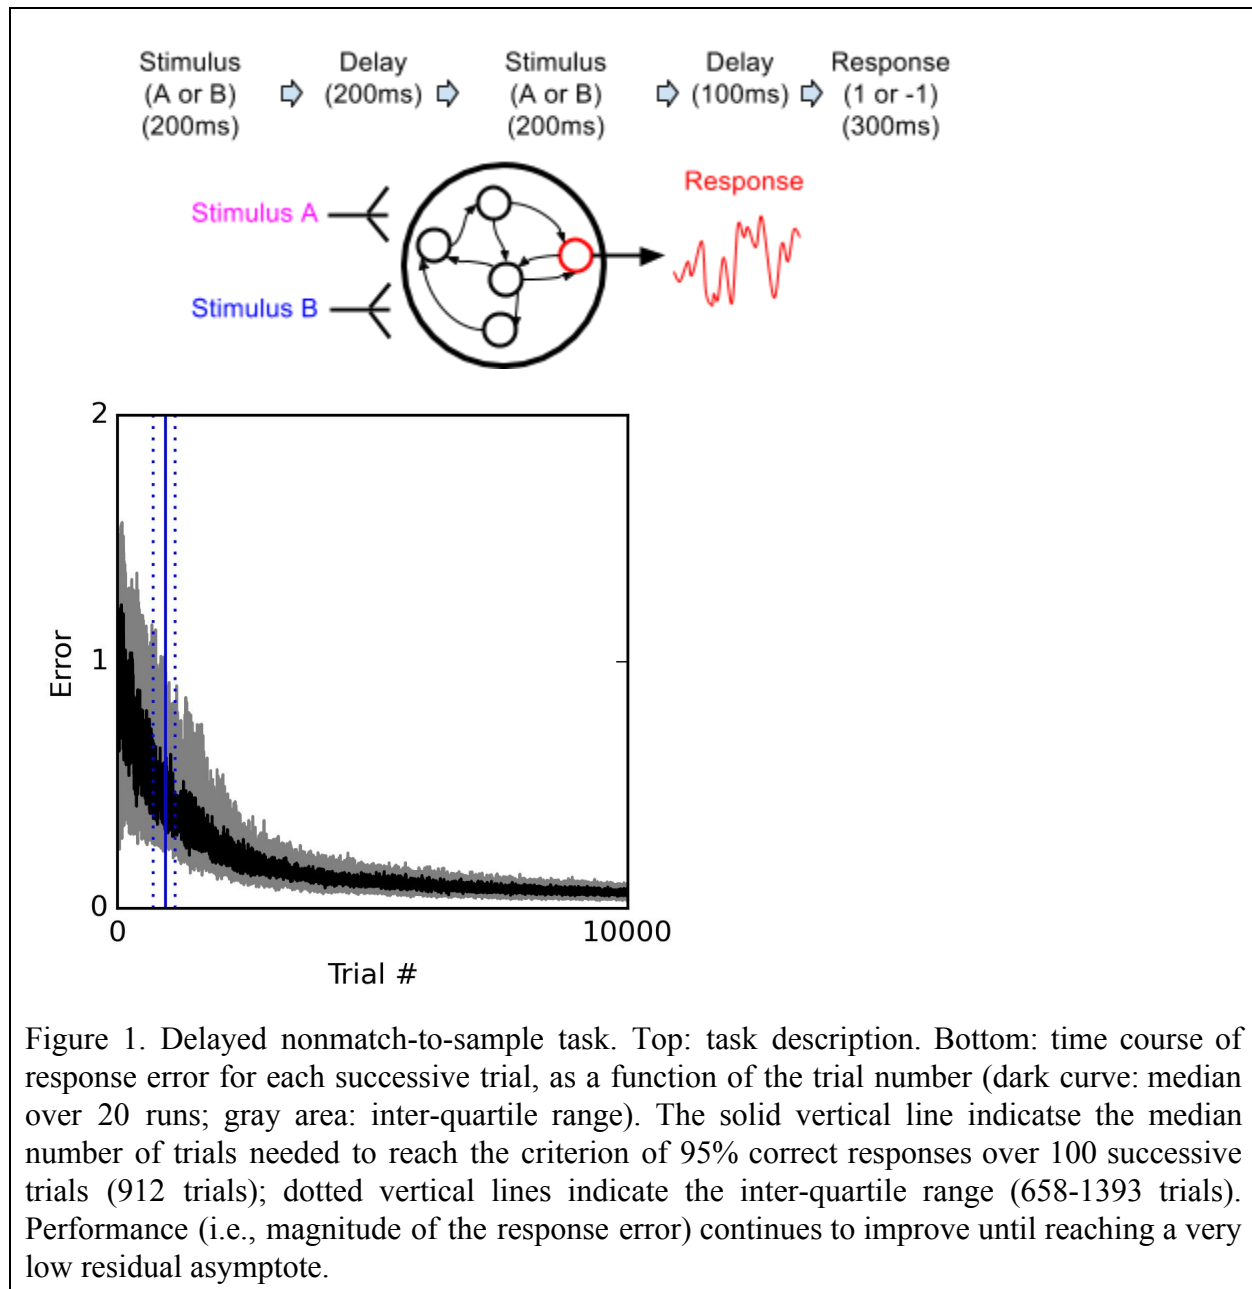 Stimulus Delay Stimulus Delay Response
(A or B) (200ms) (A or B) (100ms) (1 or -1)
(200ms) (200ms) (300ms)
Response
Stimulus A
Stimulus B
2
1
Error
0
0 10000
Trial #
Figure 1. Delayed nonmatch-to-sample task. Top: task description. Bottom: time course of
response error for each successive trial, as a function of the trial number (dark curve: median
over 20 runs; gray area: inter-quartile range). The solid vertical line indicatse the median
number of trials needed to reach the criterion of 95% correct responses over 100 successive
trials (912 trials); dotted vertical lines indicate the inter-quartile range (658-1393 trials).
Performance (i.e., magnitude of the response error) continues to improve until reaching a very
low residual asymptote.